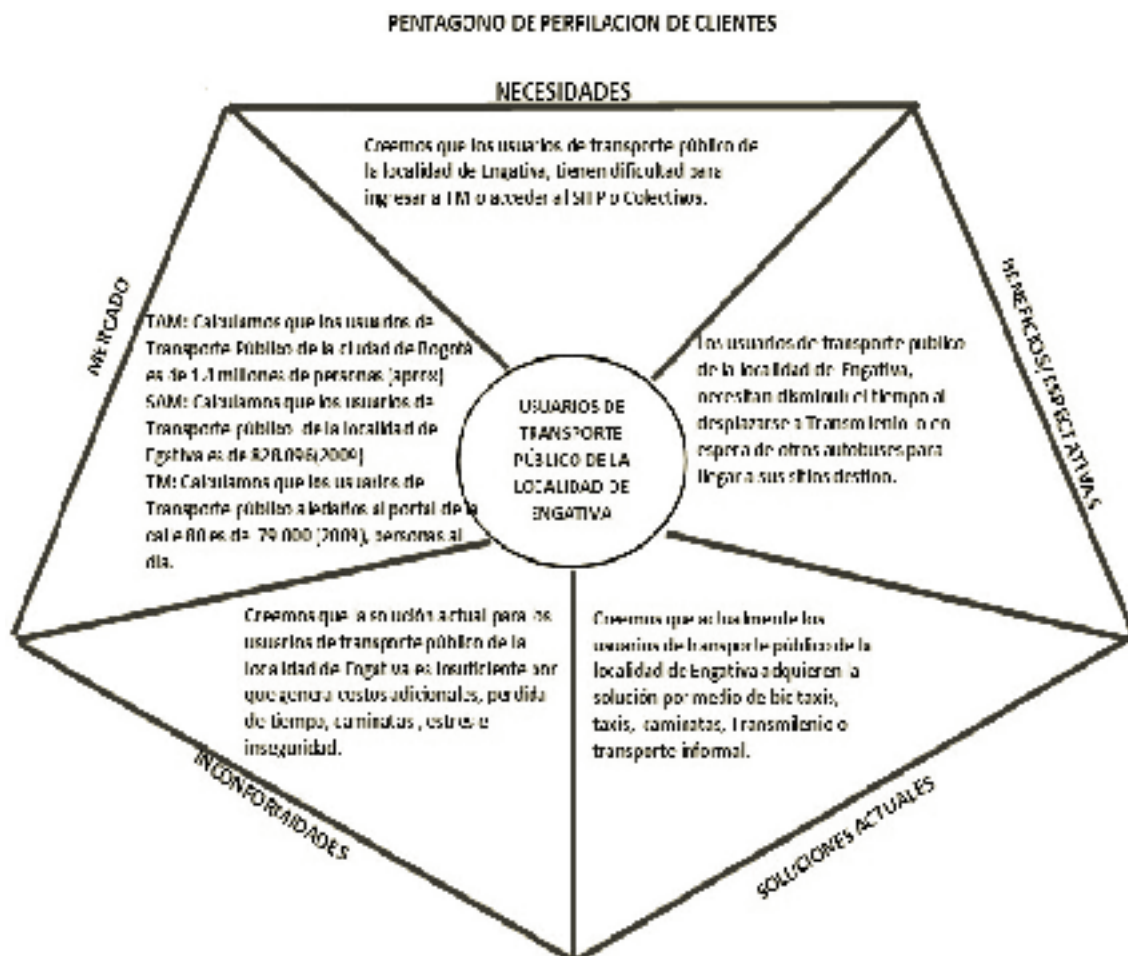 PENTAGONO DE PERFILACION DE CLIENTES
NECESIDADES
Creemos que los usuarios de transporte público de
la localidad de Engativa, tienen dificultad para
ingresar a TM o acceder al SITP o Colectivos.
MERCADO
TAM: Calculamos que los usuarios de
Transporte Público de la ciudad de Bogotá
es de millones de personas (aprox)
SAM: Calculamos que los usuarios de
Transporte público de la localidad de
es de 828.096(2009)
TM: Calculamos que los usuarios de
Transporte público aledaños al portal de la
calle 80 es de 79.000 (2009), personas al
día.
USUARIOS DE
TRANSPORTE
PÚBLICO DE LA
LOCALIDAD DE
ENGATIVA
BENEFICIOS/ EXPECTATIVAS
Los usuarios de transporte publico
de la localidad de Engativa,
necesitan disminuir el tiempo al
desplazarse a Transmilenio o en
espera de otros autobuses para
llegar a sus sitios destino.
INCONFORMIDADES
Creemos que la solución actual para los
usuarios de transporte público de la
localidad de Engativa es insuficiente por
que genera costos adicionales, perdida
de tiempo, caminatas, estres e
inseguridad.
SOLUCIONES ACTUALES
Creemos que actualmente los
usuarios de transporte público de la
localidad de Engativa adquieren la
solución por medio de bic taxis,
taxis, caminatas, Transmilenio o
transporte informal.